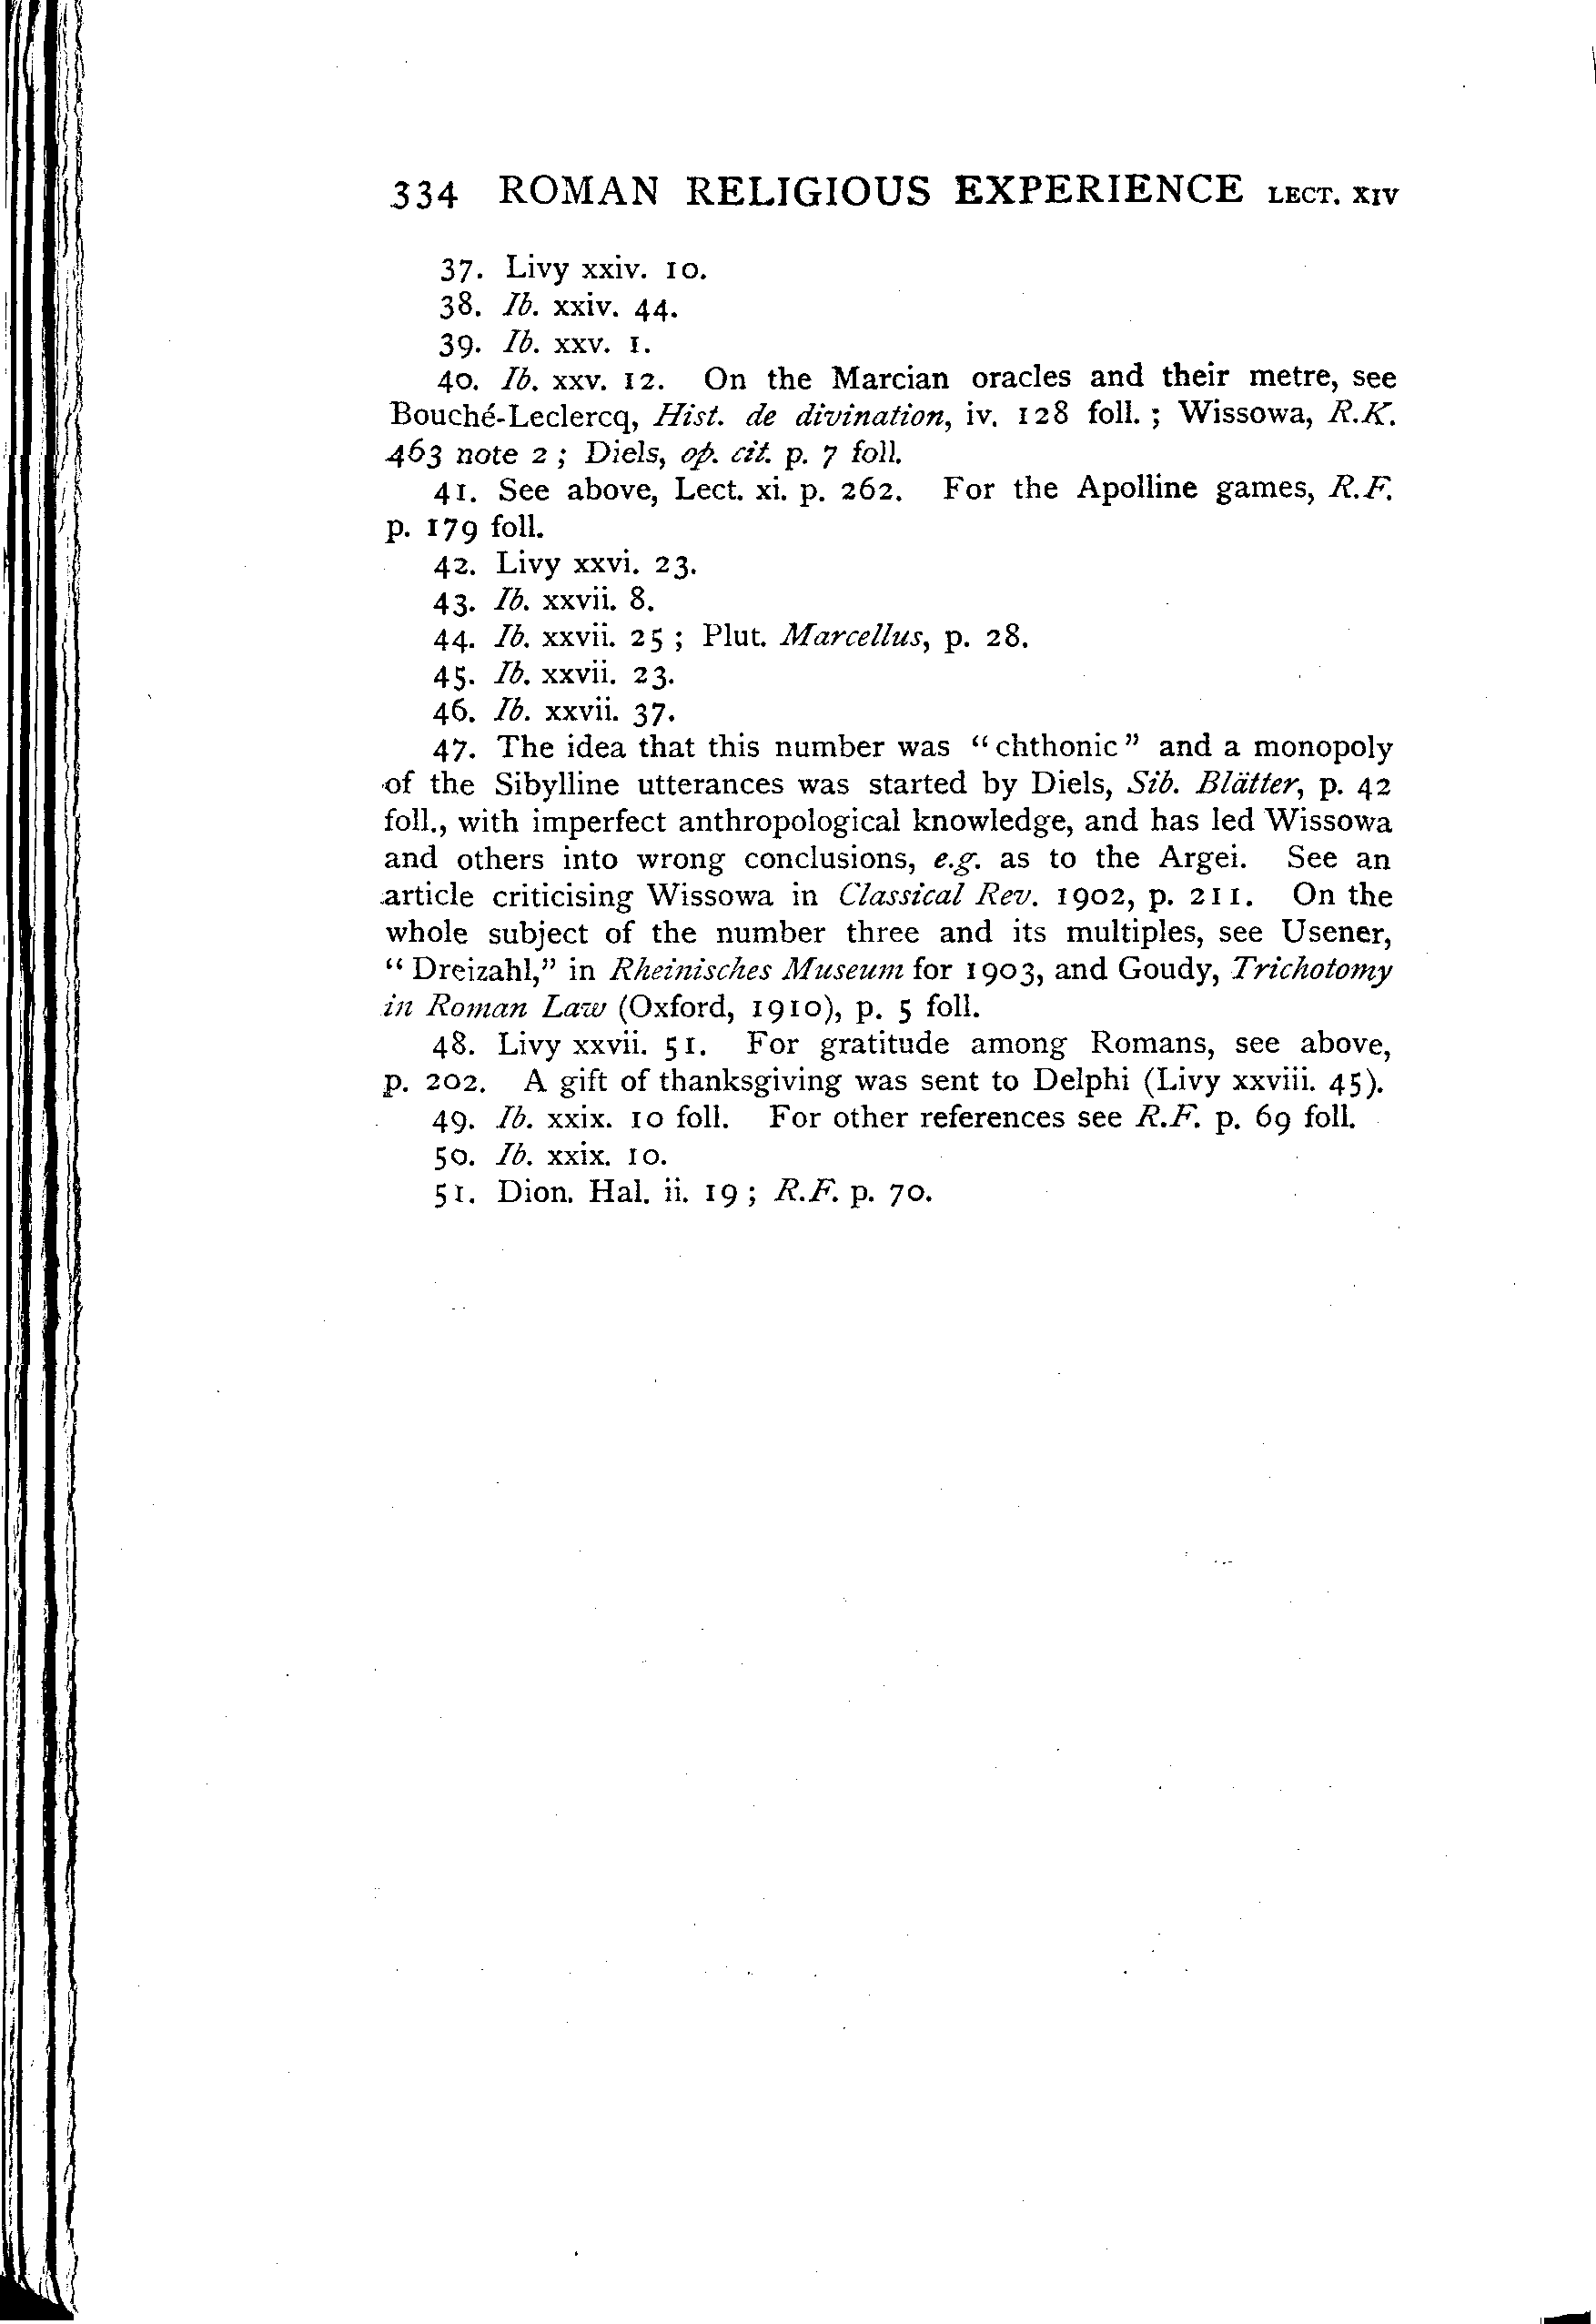 334 ROMAN RELIGIOUS EXPERIENCE LECT. XIV
37. Livy xxiv. 10.
38. Ib. xxiv. 44.
39. Ib. xxv. 1.
40. Ib. xxv. 12. On the Marcian oracles and their metre, see
Bouché-Leclercq, Hist. de divination, iv. 128 foll. ; Wissowa, R.K.
463 note 2 ; Diels, op. cit. p. 7 foll.
41. See above, Lect. xi. p. 262. For the Apolline games, R.F.
p. 179 foll.
42. Livy xxvi. 23.
43. Ib. xxvii. 8.
44. Ib. xxvii. 25 ; Plut. Marcellus, p. 28.
45. Ib. xxvii. 23.
46. Ib. xxvii. 37.
47. The idea that this number was “chthonic” and a monopoly
of the Sibylline utterances was started by Diels, Sib. Blätter, p. 42
foll., with imperfect anthropological knowledge, and has led Wissowa
and others into wrong conclusions, e.g. as to the Argei. See an
article criticising Wissowa in Classical Rev. 1902, p. 211. On the
whole subject of the number three and its multiples, see Usener,
“Dreizahl,” in Rheinisches Museum for 1903, and Goudy, Trichotomy
in Roman Law (Oxford, 1910), p. 5 foll.
48. Livy xxvii. 51. For gratitude among Romans, see above,
p. 202. A gift of thanksgiving was sent to Delphi (Livy xxviii. 45).
49. Ib. xxix. 10 foll. For other references see R.F. p. 69 foll.
50. Ib. xxix. 10.
51. Dion. Hal. ii. 19 ; R.F. p. 70.